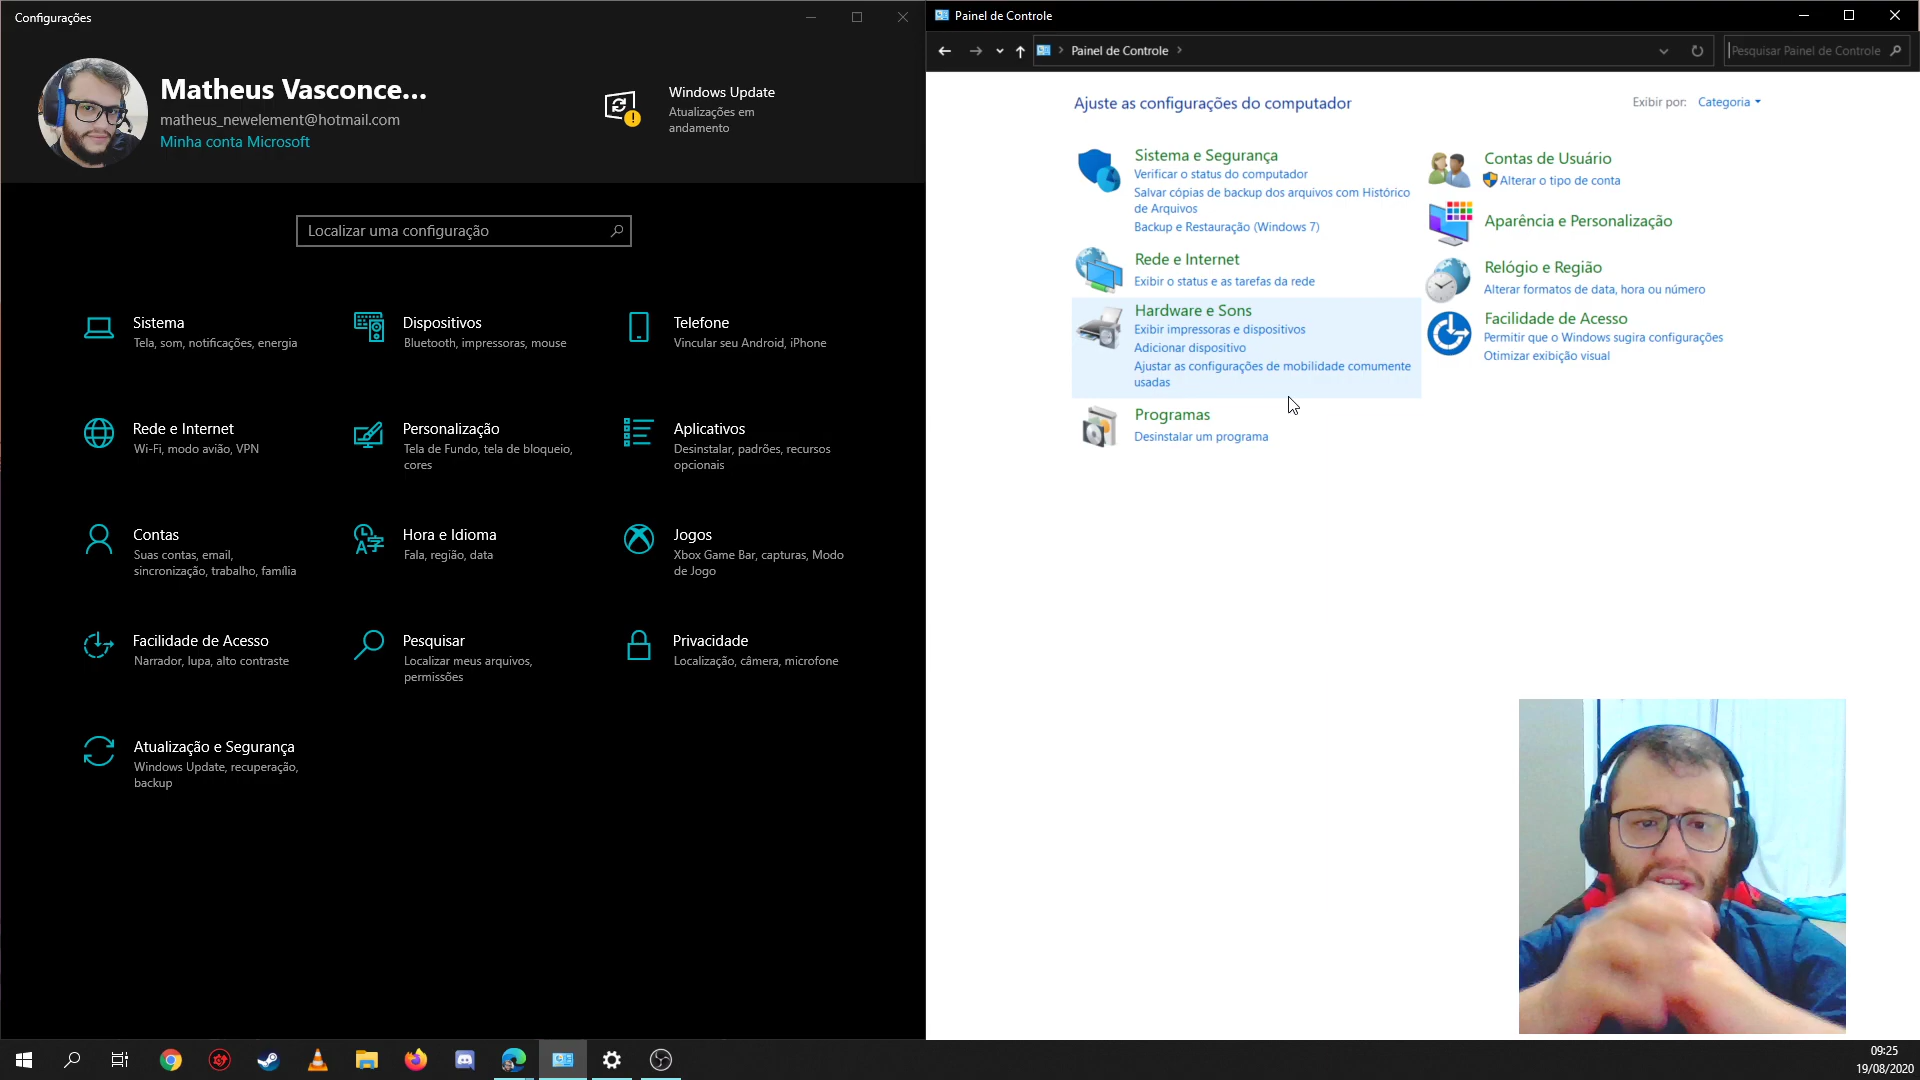 Configurações
Matheus Vasconce...
matheus_newelement@hotmail.com
Minha conta Microsoft
Windows Update
Atualizações em
andamento
Localizar uma configuração
Sistema
Tela, som, notificações, energia
Dispositivos
Bluetooth, impressoras, mouse
Telefone
Vincular seu Android, iPhone
Rede e Internet
Wi-Fi, modo avião, VPN
Personalização
Tela de Fundo, tela de bloqueio,
cores
Aplicativos
Desinstalar, padrões, recursos
opcionais
Contas
Suas contas, email,
sincronização, trabalho, família
Hora e Idioma
Fala, região, data
Jogos
Xbox Game Bar, capturas, Modo
de Jogo
Facilidade de Acesso
Narrador, lupa, alto contraste
Pesquisar
Localizar meus arquivos,
permissões
Privacidade
Localização, câmera, microfone
Atualização e Segurança
Windows Update, recuperação,
backup
Painel de Controle
Painel de Controle
Pesquisar Painel de Controle
Ajuste as configurações do computador
Exibir por: Categoria
Sistema e Segurança
Verificar o status do computador
Salvar cópias de backup dos arquivos com Histórico
de Arquivos
Backup e Restauração (Windows 7)
Rede e Internet
Exibir o status e as tarefas da rede
Hardware e Sons
Exibir impressoras e dispositivos
Adicionar dispositivo
Ajustar as configurações de mobilidade comumente
usadas
Programas
Desinstalar um programa
Contas de Usuário
Alterar o tipo de conta
Aparência e Personalização
Relógio e Região
Alterar formatos de data, hora ou número
Facilidade de Acesso
Permitir que o Windows sugira configurações
Otimizar exibição visual
09:25
19/08/2020